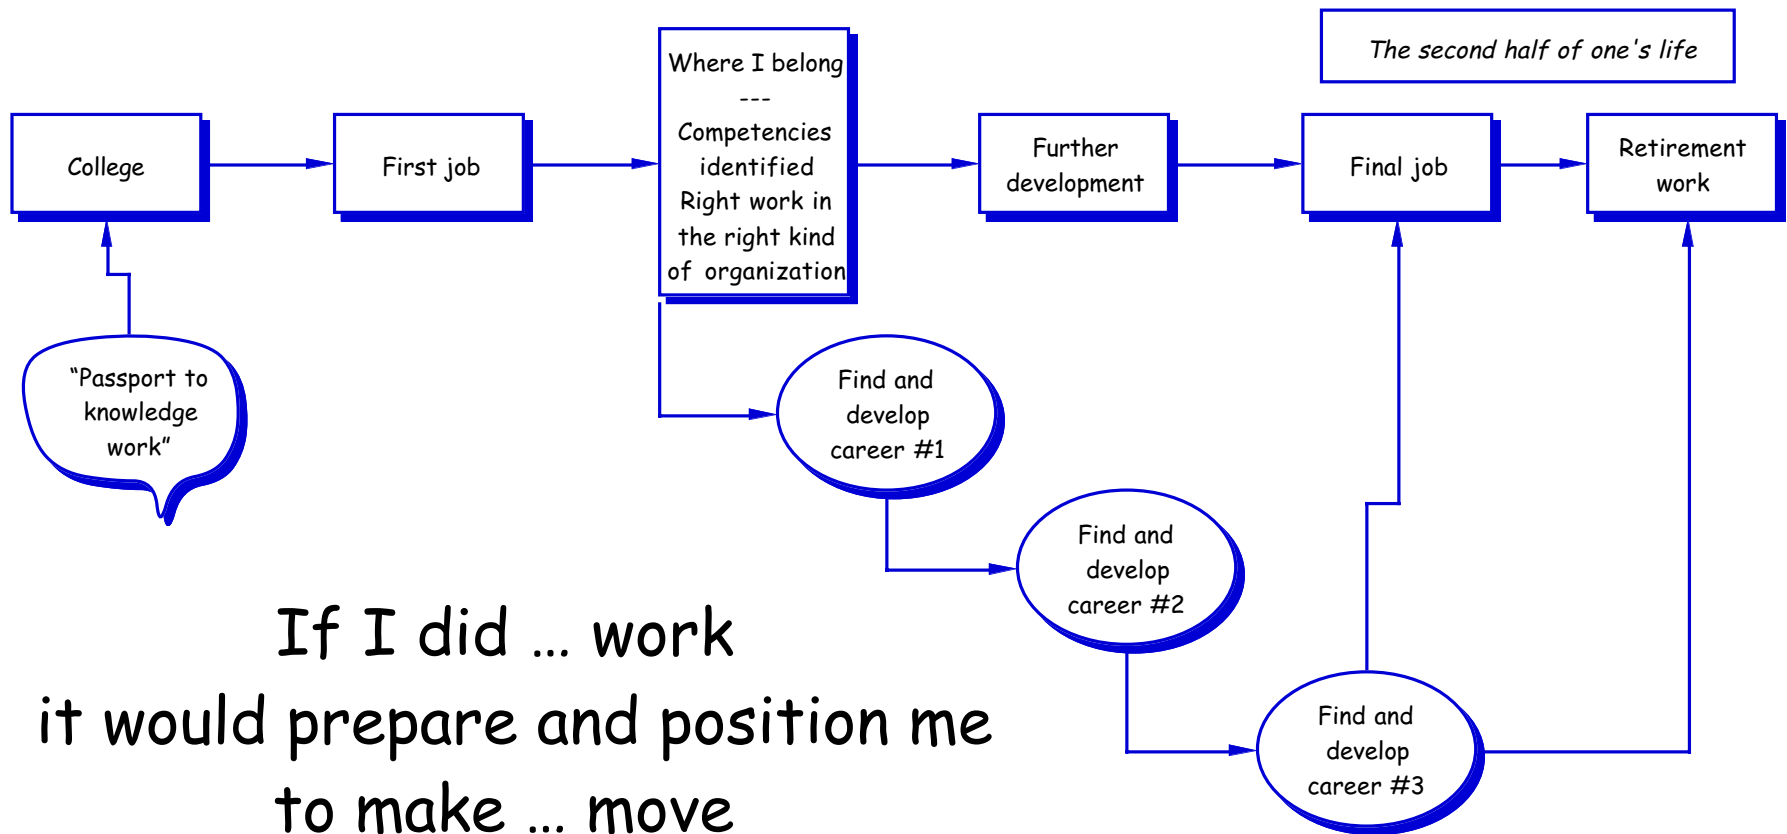 The second half of one's life
College
First job
Where I belong
---
Competencies
identified
Right work in
the right kind
of organization
Further
development
Final job
Retirement
work
“Passport to
knowledge
work”
Find and
develop
career #1
Find and
develop
career #2
Find and
develop
career #3
If I did ... work
it would prepare and position me
to make ... move